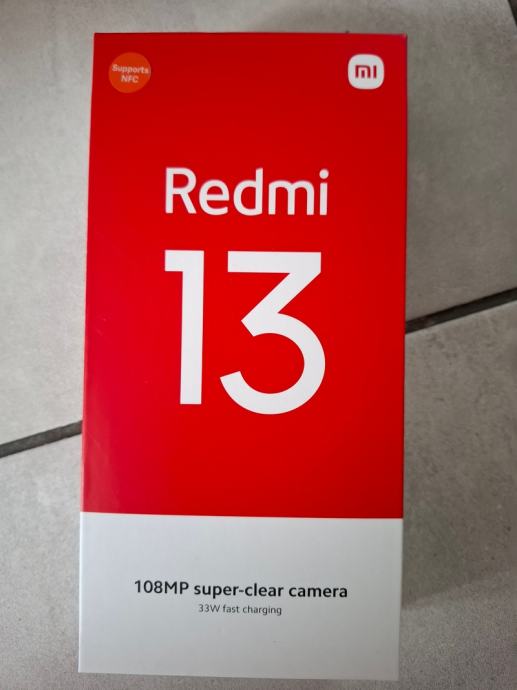 Supports
NFC
mi
Redmi
13
108MP super-clear camera
33W fast charging